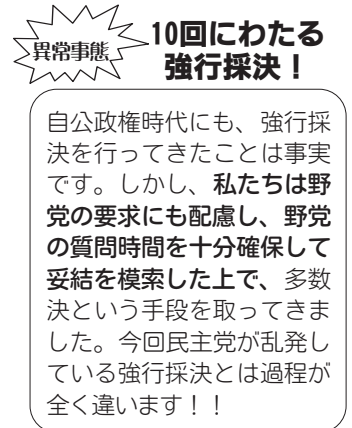 異常事態
10回にわたる
強行採決！
自公政権時代にも、強行採
決を行ってきたことは事実
です。しかし、私たちは野
党の要求にも配慮し、野党
の質問時間を十分確保して
妥結を模索した上で、多数
決という手段を取ってきま
した。今回民主党が乱発し
ている強行採決とは過程が
全く違います！！